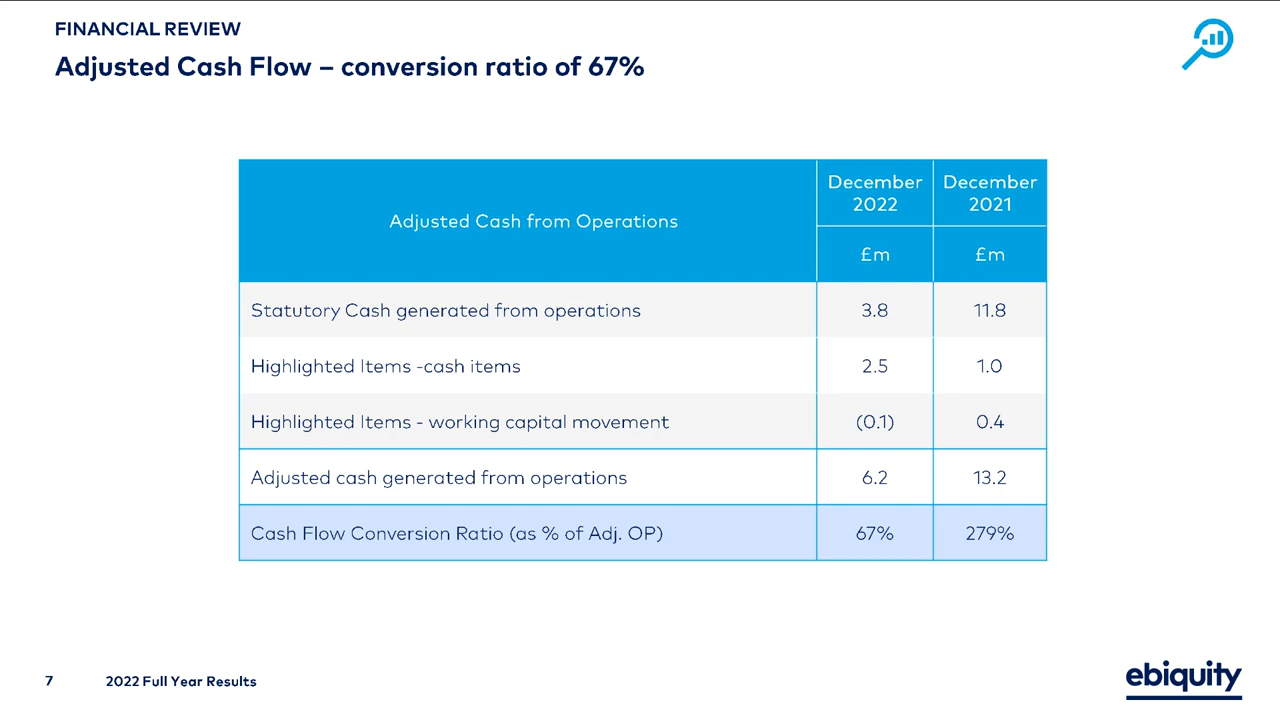 FINANCIAL REVIEW
Adjusted Cash Flow – conversion ratio of 67%
Adjusted Cash from Operations
December 2022
December 2021
£m
£m
Statutory Cash generated from operations 3.8 11.8
Highlighted Items -cash items 2.5 1.0
Highlighted Items - working capital movement (0.1) 0.4
Adjusted cash generated from operations 6.2 13.2
Cash Flow Conversion Ratio (as % of Adj. OP) 67% 279%
7 2022 Full Year Results
ebiquity